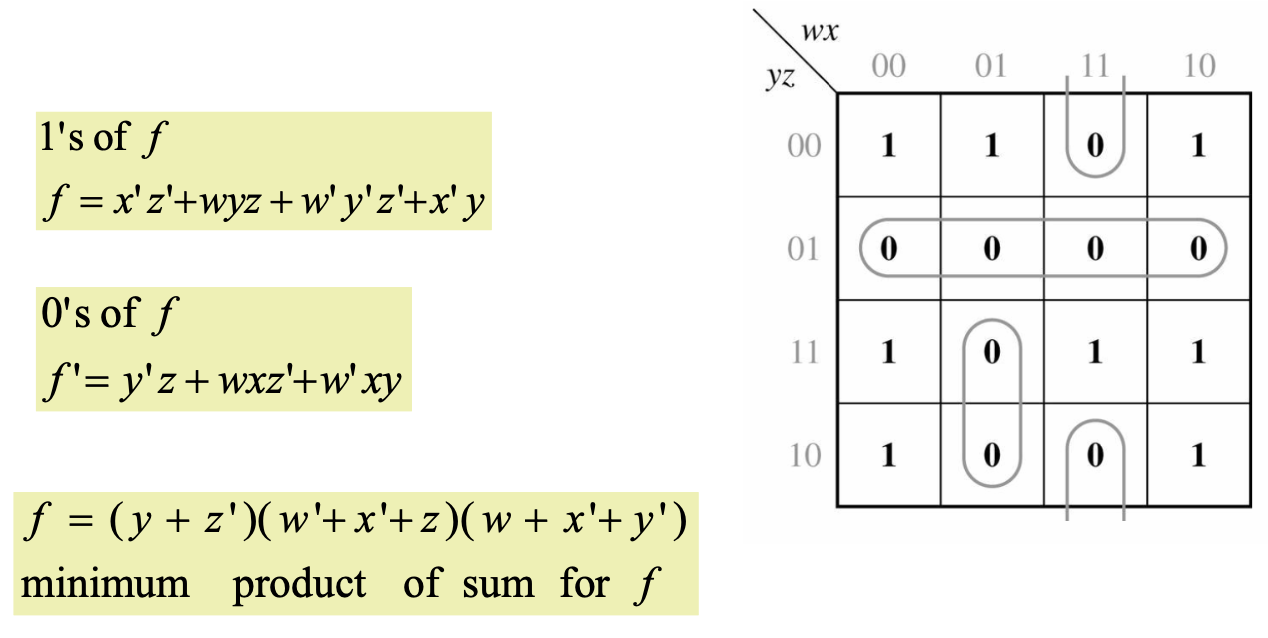 1's of f
f = x' z'+wyz + w' y' z'+x' y
0's of f
f '= y' z + wxz'+w' xy
f = (y + z')(w'+ x'+ z)(w + x'+ y')
minimum product of sum for f
wx
yz
00 01 11 10
00 1 1 0 1
01 0 0 0 0
11 1 0 1 1
10 1 0 0 1